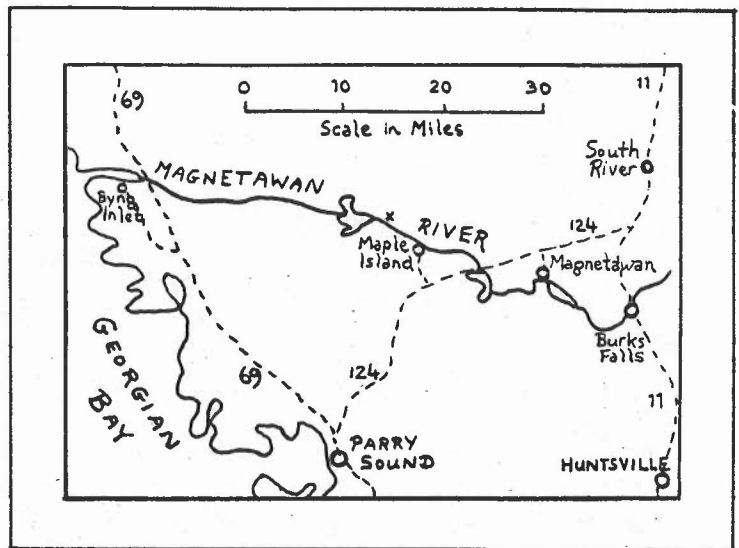 69
0 10 20 30
Scale in Miles
11
South
River
MAGNETAWAN
RIVER
124
Byng
Inlet
Maple
Island
Magnetawan
Burks
Falls
GEORGIAN
BAY
69
124
11
PARRY
SOUND
HUNTSVILLE